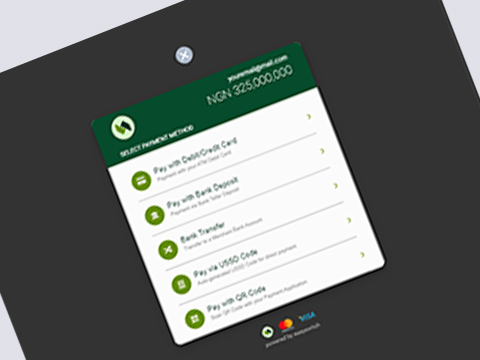 youremail@gmail.com
NGN 325,000,000
SELECT PAYMENT METHOD
Pay with Debit/Credit Card
Payment with your ATM Debit Card
Pay with Bank Deposit
Payment via Bank Teller Deposit
Bank Transfer
Transfer to a Merchant Bank Account
Pay via USSD Code
Auto-generated USSD Code for direct payment
Pay with QR Code
Scan QR Code with your Payment Application
VISA
powered by